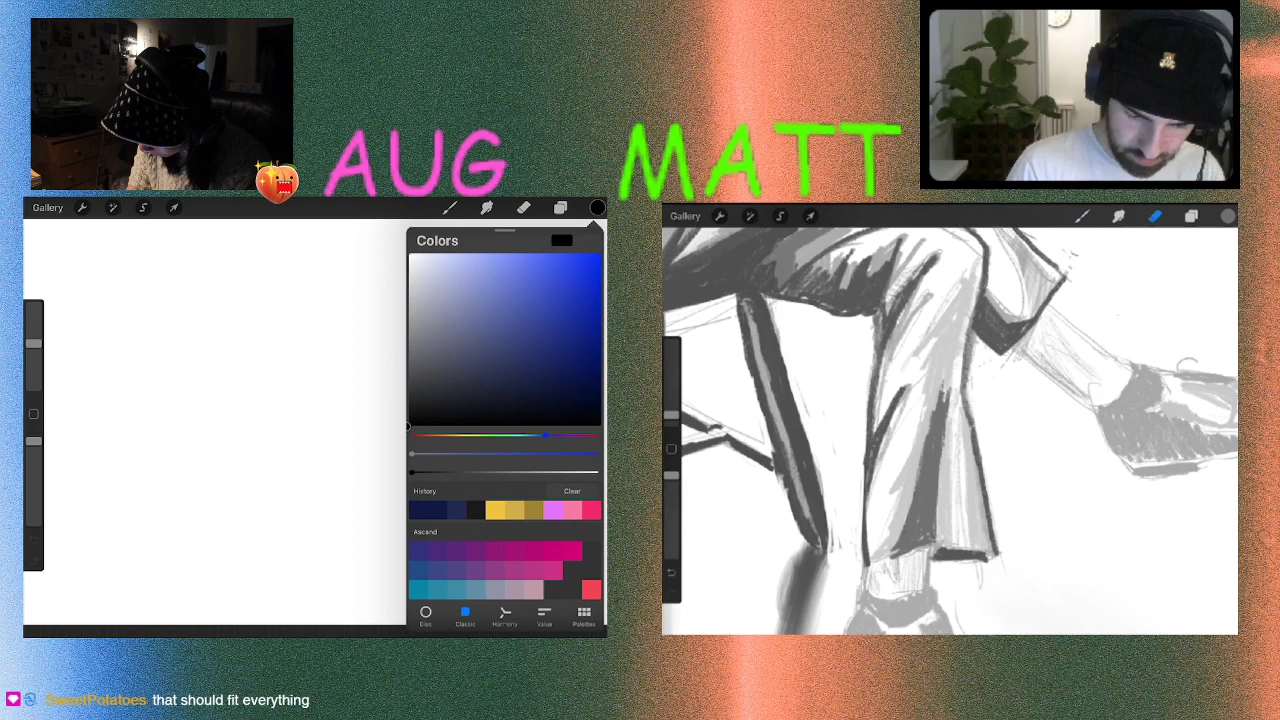 AUG
MATT
Gallery
Colors
History
Clear
Ascend
Disc
Classic
Harmony
Value
Palettes
Gallery
SweetPotatoes that should fit everything